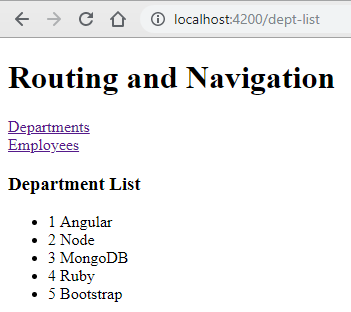 localhost:4200/dept-list
Routing and Navigation
Departments
Employees
Department List
1 Angular
2 Node
3 MongoDB
4 Ruby
5 Bootstrap